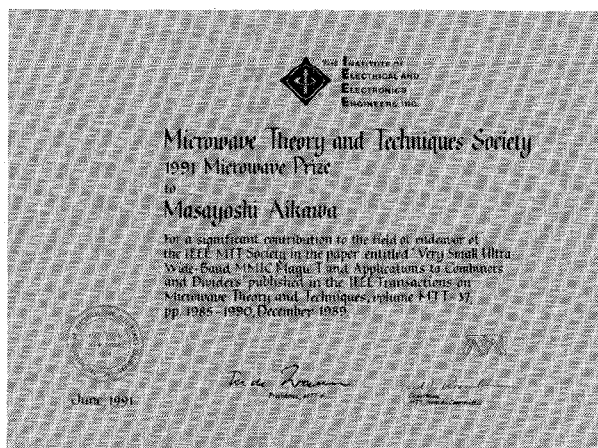 THE INSTITUTE OF
ELECTRICAL AND
ELECTRONICS
ENGINEERS, INC.
Microwave Theory and Techniques Society
1991 Microwave Prize
to
Masayoshi Aikawa
For a significant contribution to the field of endeavor of
the IEEE MTT Society in the paper entitled "Very Small Ultra
Wide-Band MMIC Magic T and Applications to Combiners
and Dividers" published in the IEEE Transactions on
Microwave Theory and Techniques, volume MTT-37,
pp. 1985-1990, December 1989
June 1991